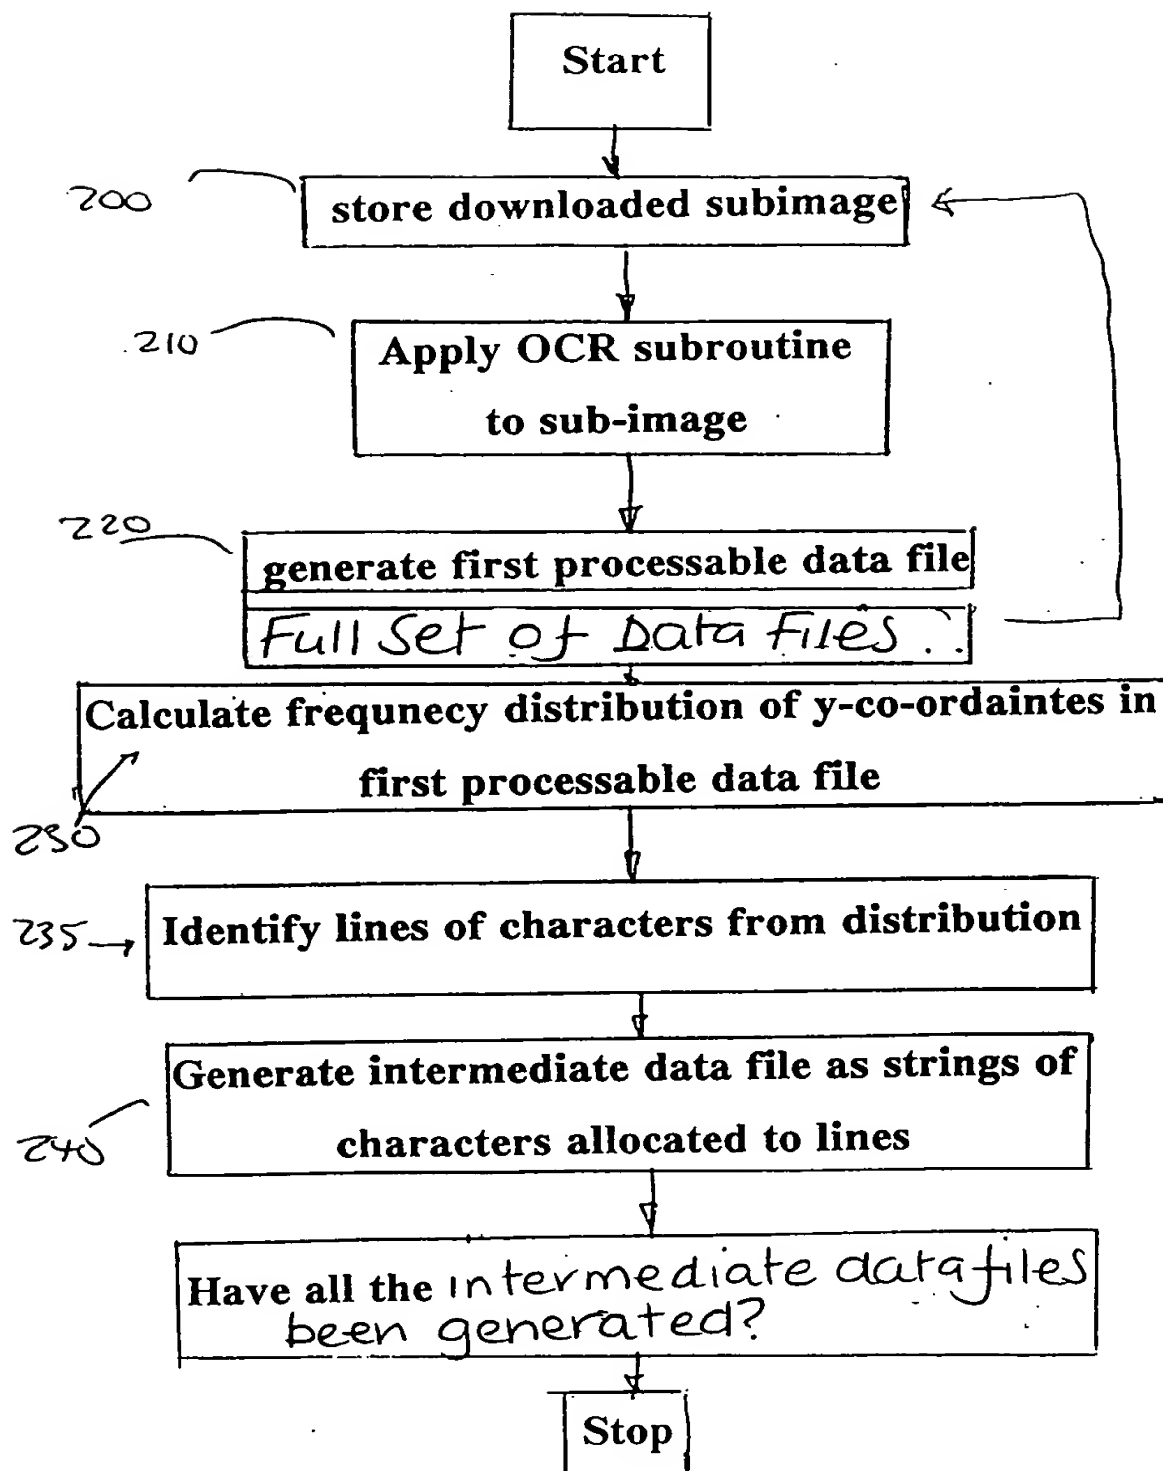 Start
200
store downloaded subimage
210
Apply OCR subroutine
to sub-image
220
generate first processable data file
Full Set of Data Files ..
Calculate frequnecy distribution of y-co-ordaintes in
first processable data file
230
235
Identify lines of characters from distribution
Generate intermediate data file as strings of
240
characters allocated to lines
Have all the intermediate datafiles
been generated?
Stop